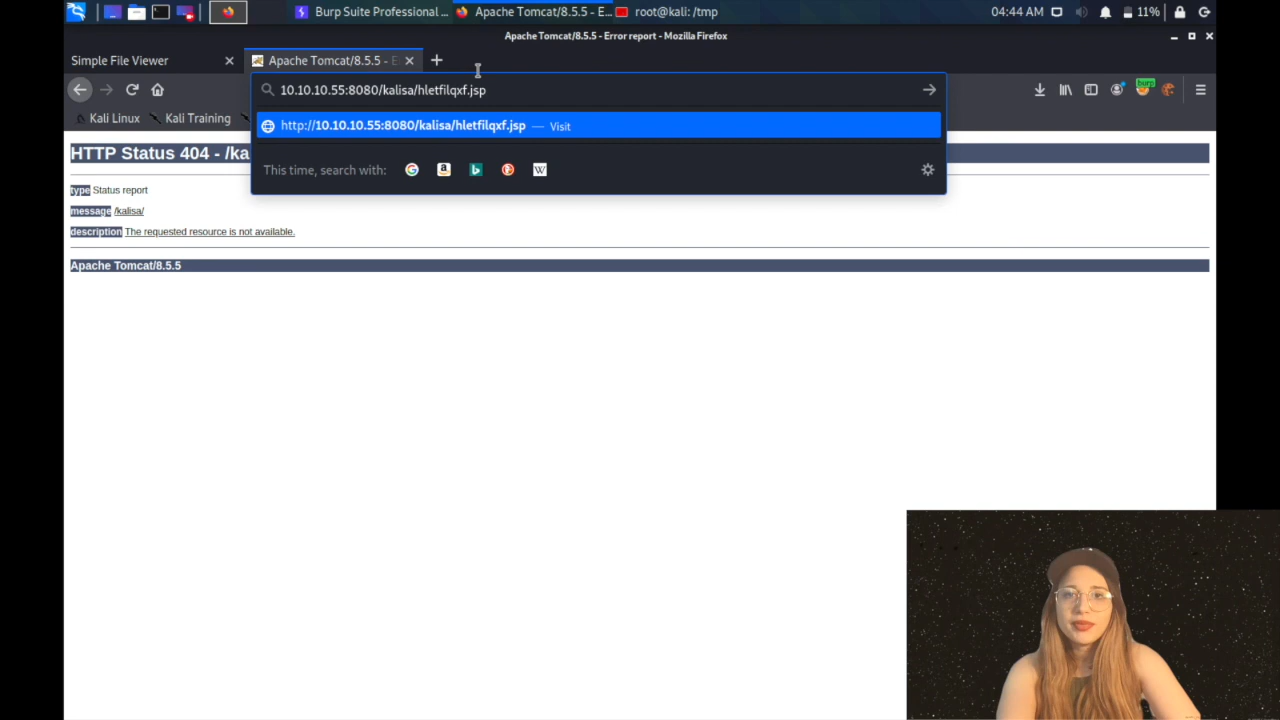 Burp Suite Professional ... Apache Tomcat/8.5.5 - E... root@kali: /tmp 04:44 AM 11%
Apache Tomcat/8.5.5 - Error report - Mozilla Firefox
Simple File Viewer Apache Tomcat/8.5.5 - E
10.10.10.55:8080/kalisa/hletfilqxf.jsp burp
Kali Linux Kali Training
http://10.10.10.55:8080/kalisa/hletfilqxf.jsp — Visit
HTTP Status 404 - /ka
This time, search with:
type Status report
message /kalisa/
description The requested resource is not available.
Apache Tomcat/8.5.5